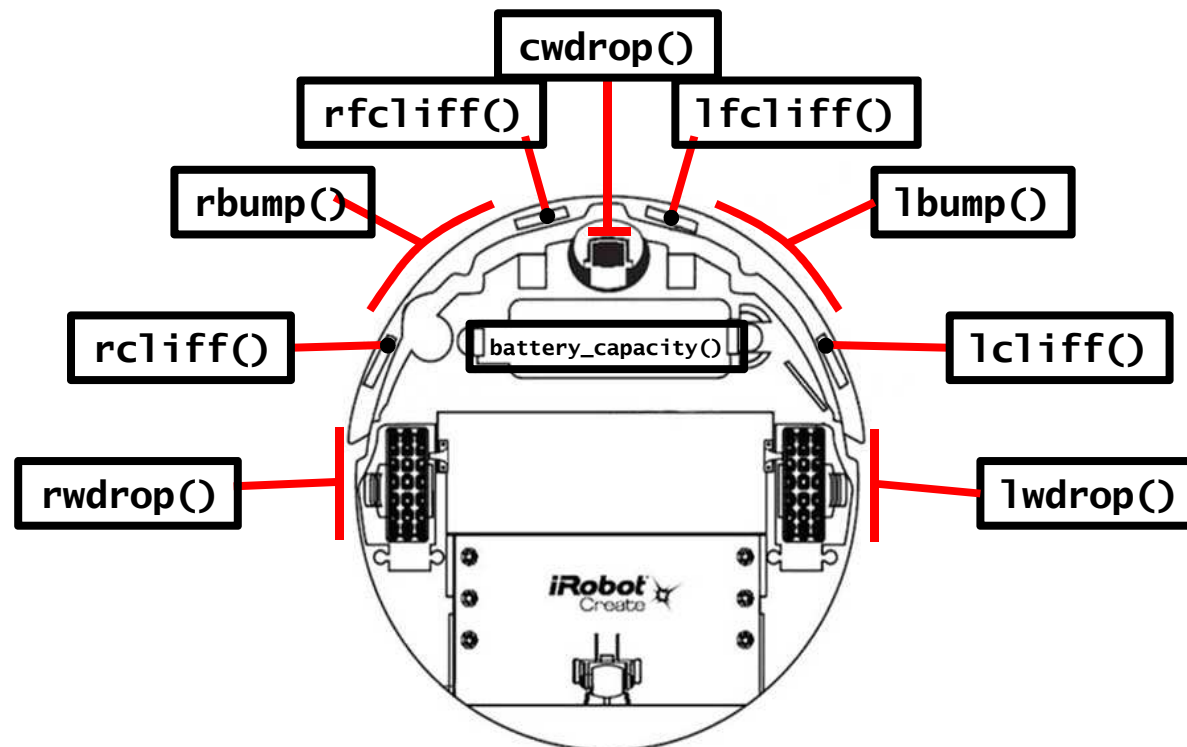 cwdrop()
rfcliff()
lfcliff()
rbump()
lbump()
rcliff()
battery_capacity()
lcliff()
rwdrop()
lwdrop()
iRobot
Create